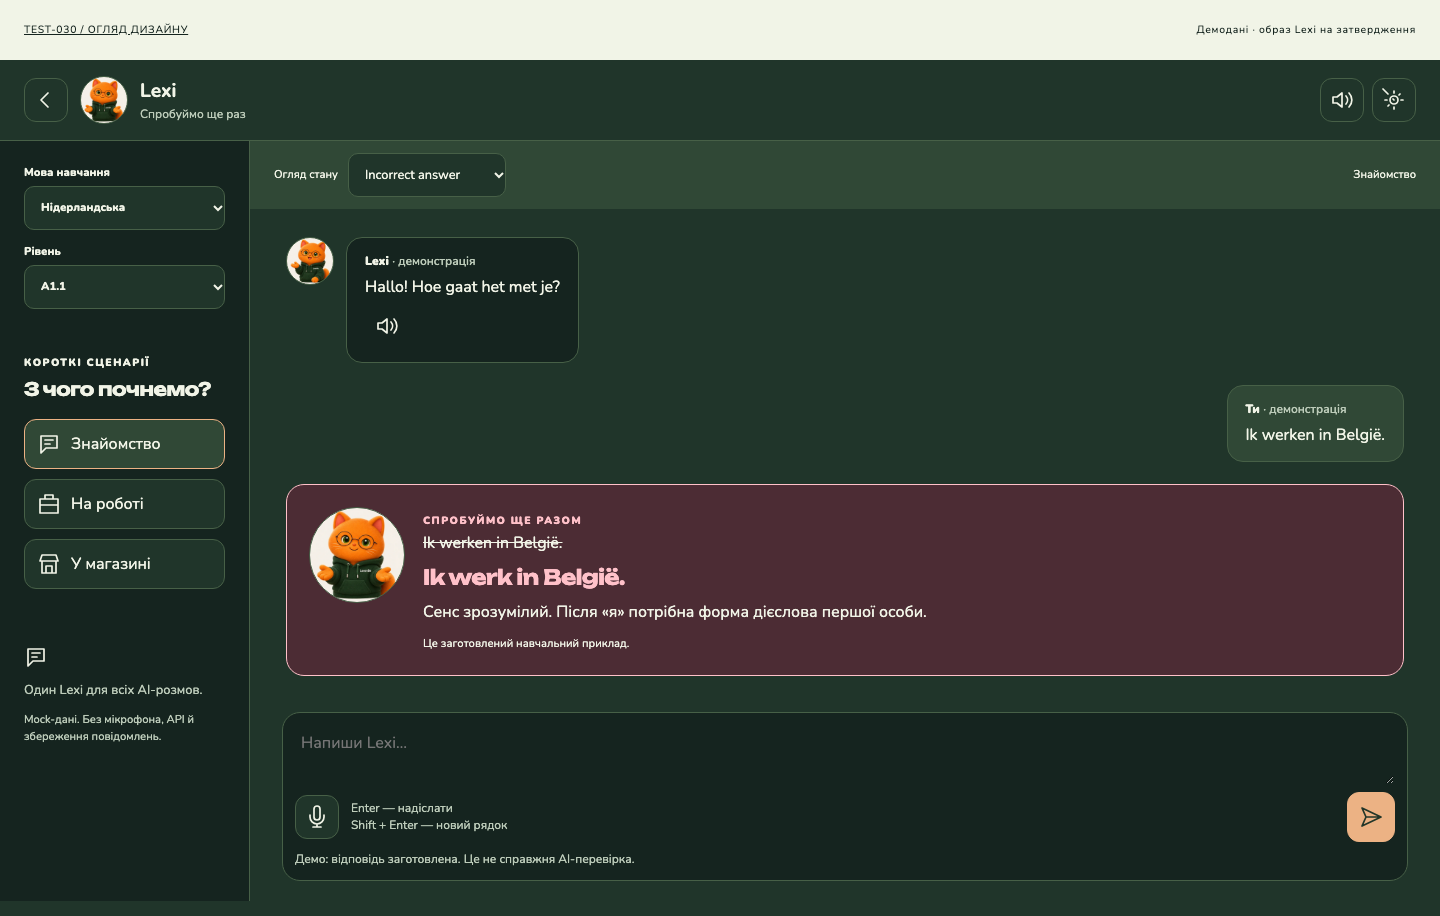 TEST-030 / ОГЛЯД ДИЗАЙНУ
Демодані · образ Lexi на затвердження
Lexi
Спробуймо ще раз
Мова навчання
Нідерландська
Рівень
A1.1
КОРОТКІ СЦЕНАРІЇ
З чого почнемо?
Знайомство
На роботі
У магазині
Один Lexi для всіх AI-розмов.
Mock-дані. Без мікрофона, API й
збереження повідомлень.
Огляд стану
Incorrect answer
Знайомство
Lexi · демонстрація
Hallo! Hoe gaat het met je?
Ти · демонстрація
Ik werken in België.
СПРОБУЙМО ЩЕ РАЗОМ
Ik werken in België.
Ik werk in België.
Сенс зрозумілий. Після «я» потрібна форма дієслова першої особи.
Це заготовлений навчальний приклад.
Напиши Lexi...
Enter — надіслати
Shift + Enter — новий рядок
Демо: відповідь заготовлена. Це не справжня AI-перевірка.